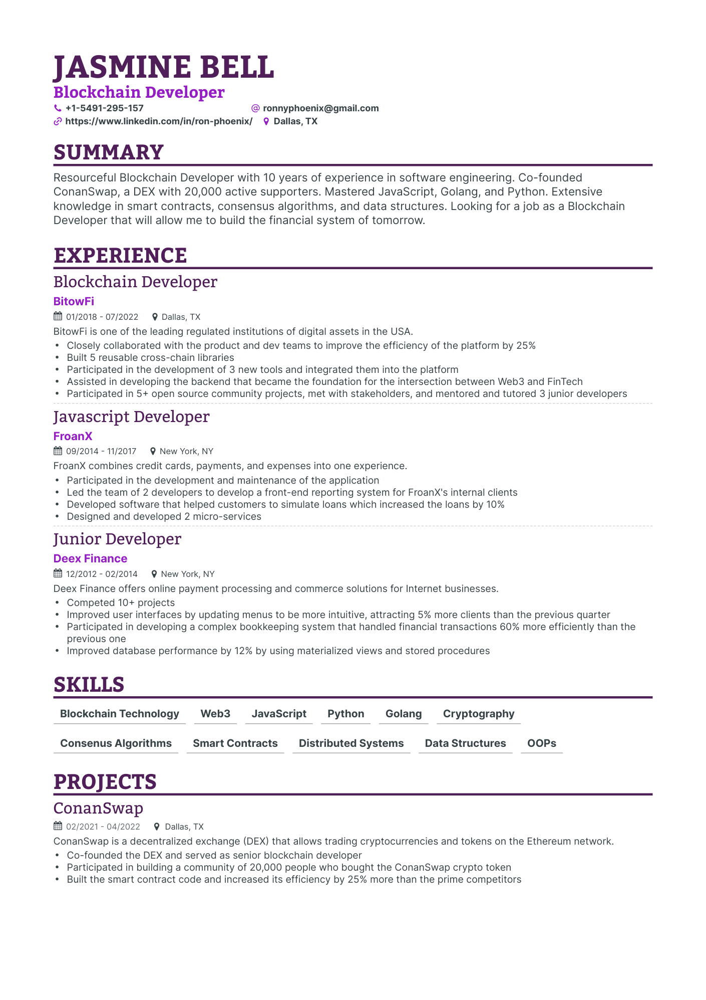 JASMINE BELL
Blockchain Developer
+1-5491-295-157 @ ronnyphoenix@gmail.com
https://www.linkedin.com/in/ron-phoenix/ Dallas, TX
SUMMARY
Resourceful Blockchain Developer with 10 years of experience in software engineering. Co-founded
ConanSwap, a DEX with 20,000 active supporters. Mastered JavaScript, Golang, and Python. Extensive
knowledge in smart contracts, consensus algorithms, and data structures. Looking for a job as a Blockchain
Developer that will allow me to build the financial system of tomorrow.
EXPERIENCE
Blockchain Developer
BitowFi
01/2018 - 07/2022 Dallas, TX
BitowFi is one of the leading regulated institutions of digital assets in the USA.
• Closely collaborated with the product and dev teams to improve the efficiency of the platform by 25%
• Built 5 reusable cross-chain libraries
• Participated in the development of 3 new tools and integrated them into the platform
• Assisted in developing the backend that became the foundation for the intersection between Web3 and FinTech
• Participated in 5+ open source community projects, met with stakeholders, and mentored and tutored 3 junior developers
Javascript Developer
FroanX
09/2014 - 11/2017 New York, NY
FroanX combines credit cards, payments, and expenses into one experience.
• Participated in the development and maintenance of the application
• Led the team of 2 developers to develop a front-end reporting system for FroanX's internal clients
• Developed software that helped customers to simulate loans which increased the loans by 10%
• Designed and developed 2 micro-services
Junior Developer
Deex Finance
12/2012 - 02/2014 New York, NY
Deex Finance offers online payment processing and commerce solutions for Internet businesses.
• Competed 10+ projects
• Improved user interfaces by updating menus to be more intuitive, attracting 5% more clients than the previous quarter
• Participated in developing a complex bookkeeping system that handled financial transactions 60% more efficiently than the
previous one
• Improved database performance by 12% by using materialized views and stored procedures
SKILLS
Blockchain Technology Web3 JavaScript Python Golang Cryptography
Consenus Algorithms Smart Contracts Distributed Systems Data Structures OOPs
PROJECTS
ConanSwap
02/2021 - 04/2022 Dallas, TX
ConanSwap is a decentralized exchange (DEX) that allows trading cryptocurrencies and tokens on the Ethereum network.
• Co-founded the DEX and served as senior blockchain developer
• Participated in building a community of 20,000 people who bought the ConanSwap crypto token
• Built the smart contract code and increased its efficiency by 25% more than the prime competitors